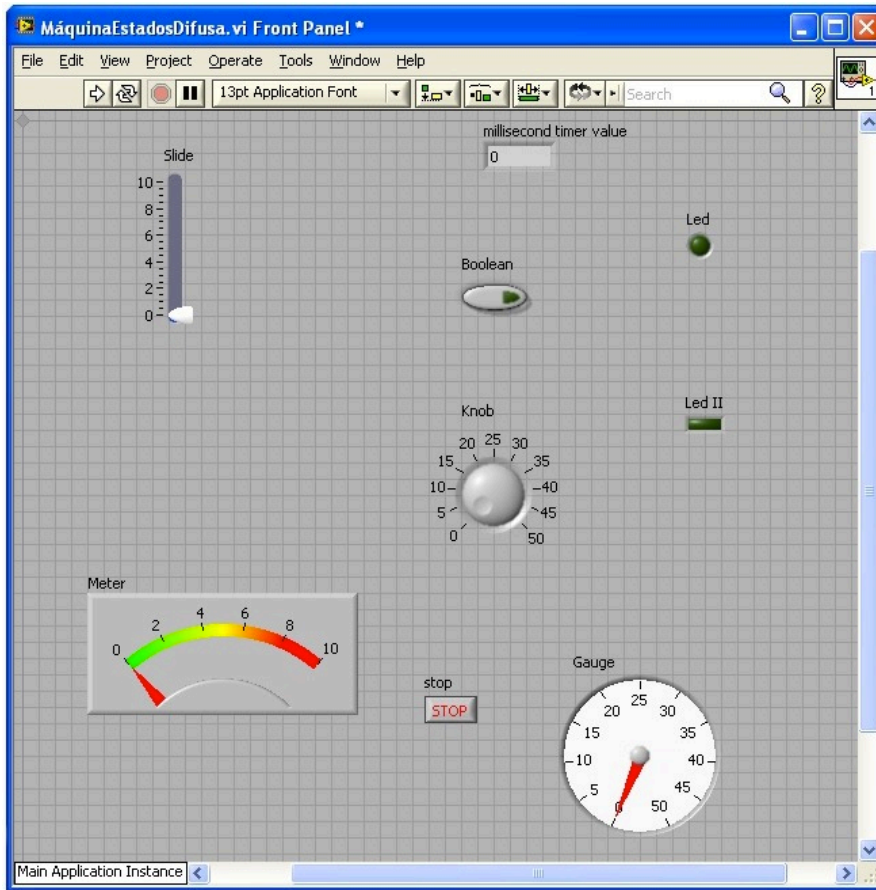 MáquinaEstadosDifusa.vi Front Panel *
File Edit View Project Operate Tools Window Help
13pt Application Font
Search
?
1
millisecond timer value
0
Slide
10
8
6
4
2
0
Led
Boolean
Knob
0 5 10 15 20 25 30 35 40 45 50
Led II
Meter
0 2 4 6 8 10
stop
STOP
Gauge
0 5 10 15 20 25 30 35 40 45 50
Main Application Instance